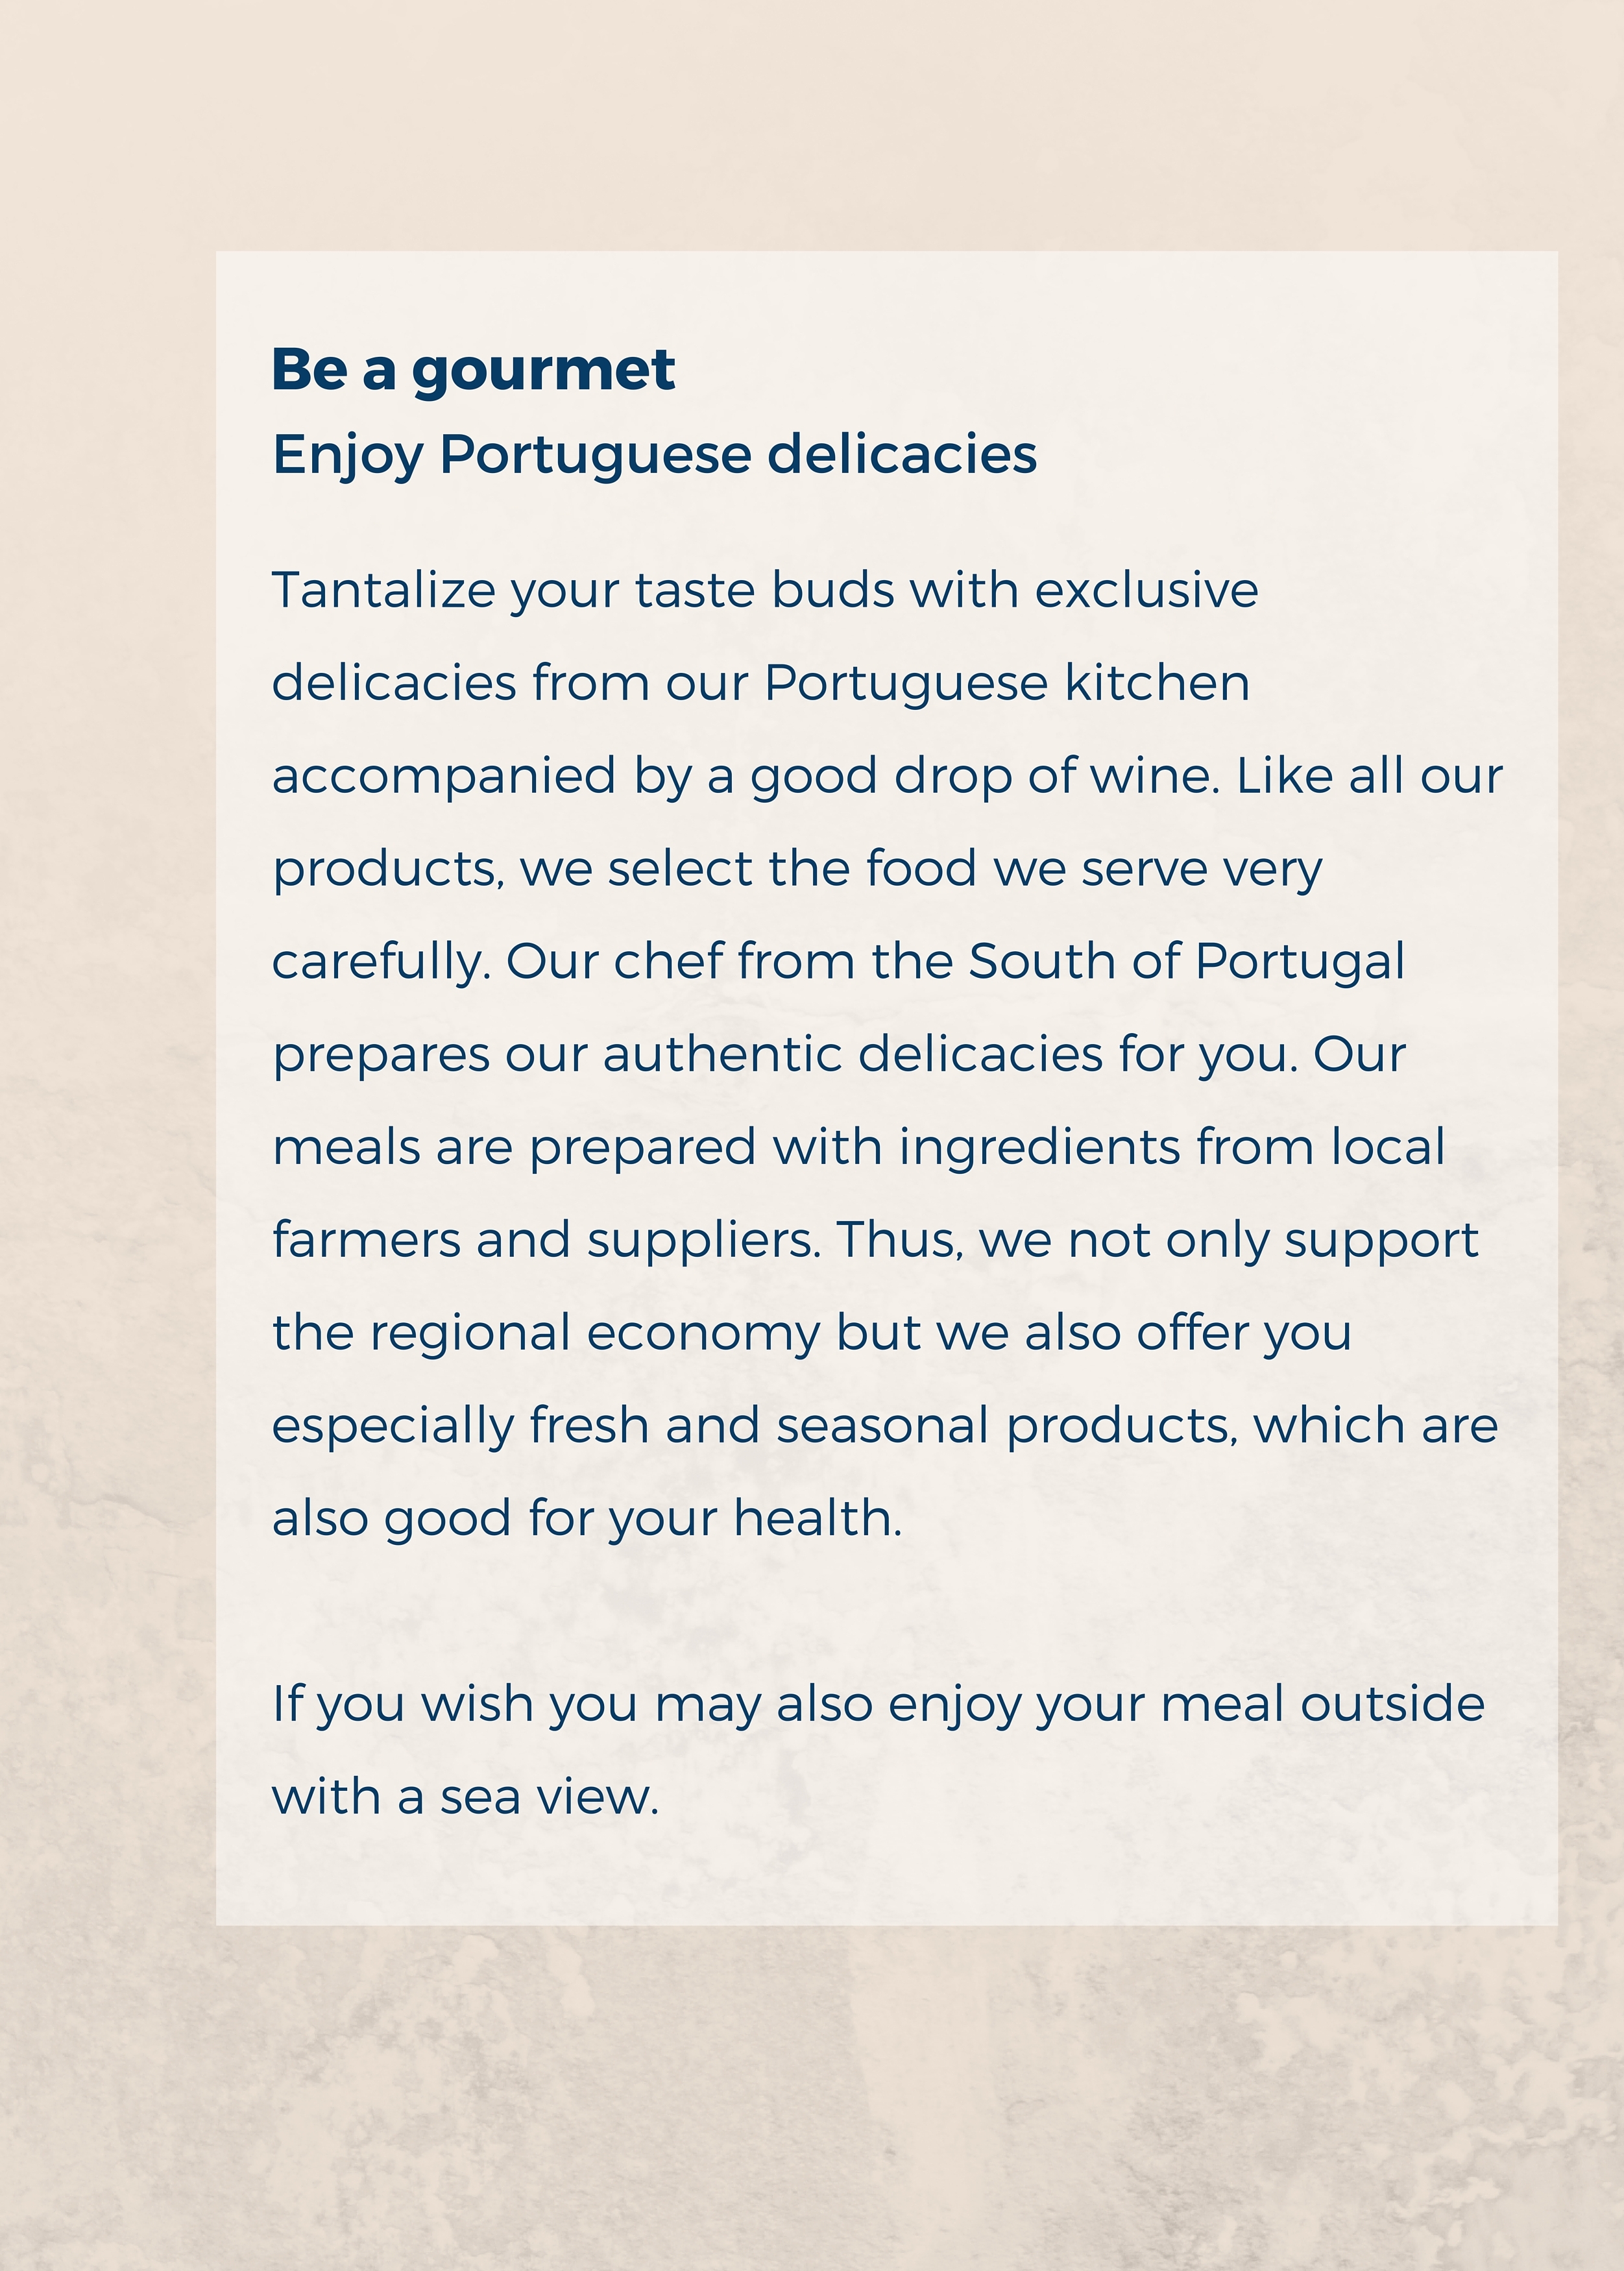 Be a gourmet
Enjoy Portuguese delicacies
Tantalize your taste buds with exclusive
delicacies from our Portuguese kitchen
accompanied by a good drop of wine. Like all our
products, we select the food we serve very
carefully. Our chef from the South of Portugal
prepares our authentic delicacies for you. Our
meals are prepared with ingredients from local
farmers and suppliers. Thus, we not only support
the regional economy but we also offer you
especially fresh and seasonal products, which are
also good for your health.
If you wish you may also enjoy your meal outside
with a sea view.